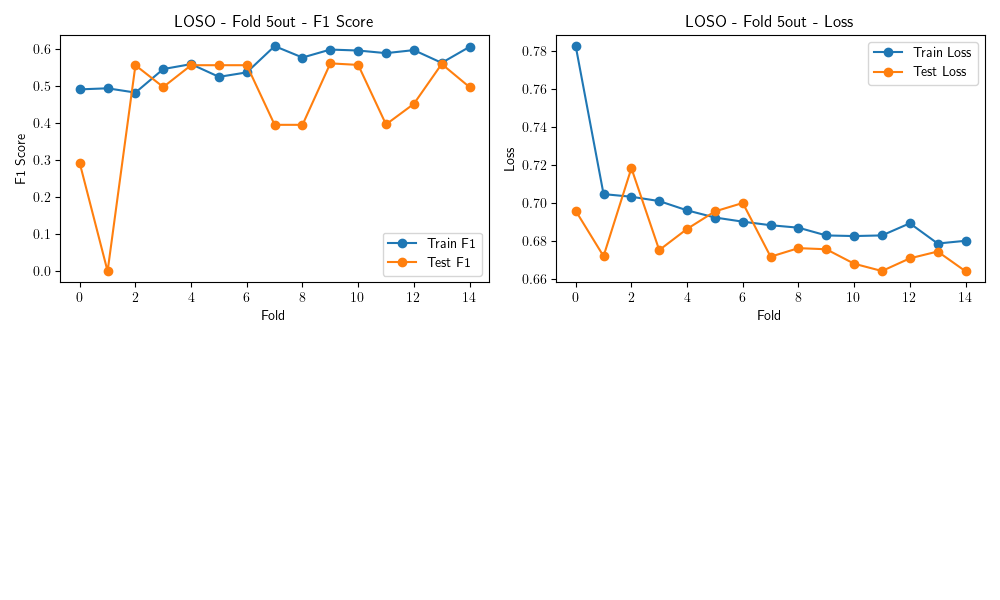 LOSO - Fold 5out - F1 Score
F1 Score
0.6
0.5
0.4
0.3
0.2
0.1
0.0
Train F1
Test F1
0 2 4 6 8 10 12 14
Fold
LOSO - Fold 5out - Loss
Loss
0.78
0.76
0.74
0.72
0.70
0.68
0.66
Train Loss
Test Loss
0 2 4 6 8 10 12 14
Fold